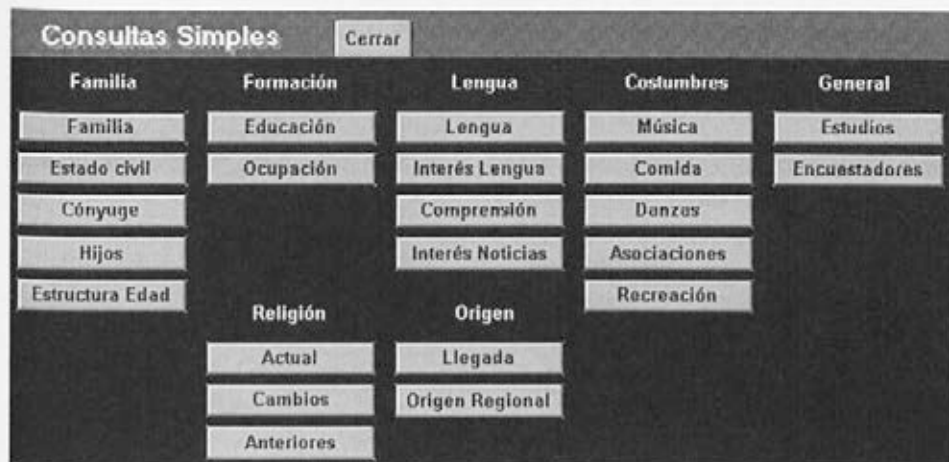 Consultas Simples Cerrar
Familia Formación Lengua Costumbres General
Familia Educación Lengua Música Estudios
Estado civil Ocupación Interés Lengua Comida Encuestadores
Cónyuge Comprensión Danzas
Hijos Interés Noticias Asociaciones
Estructura Edad Recreación
Religión Origen
Actual Llegada
Cambios Origen Regional
Anteriores